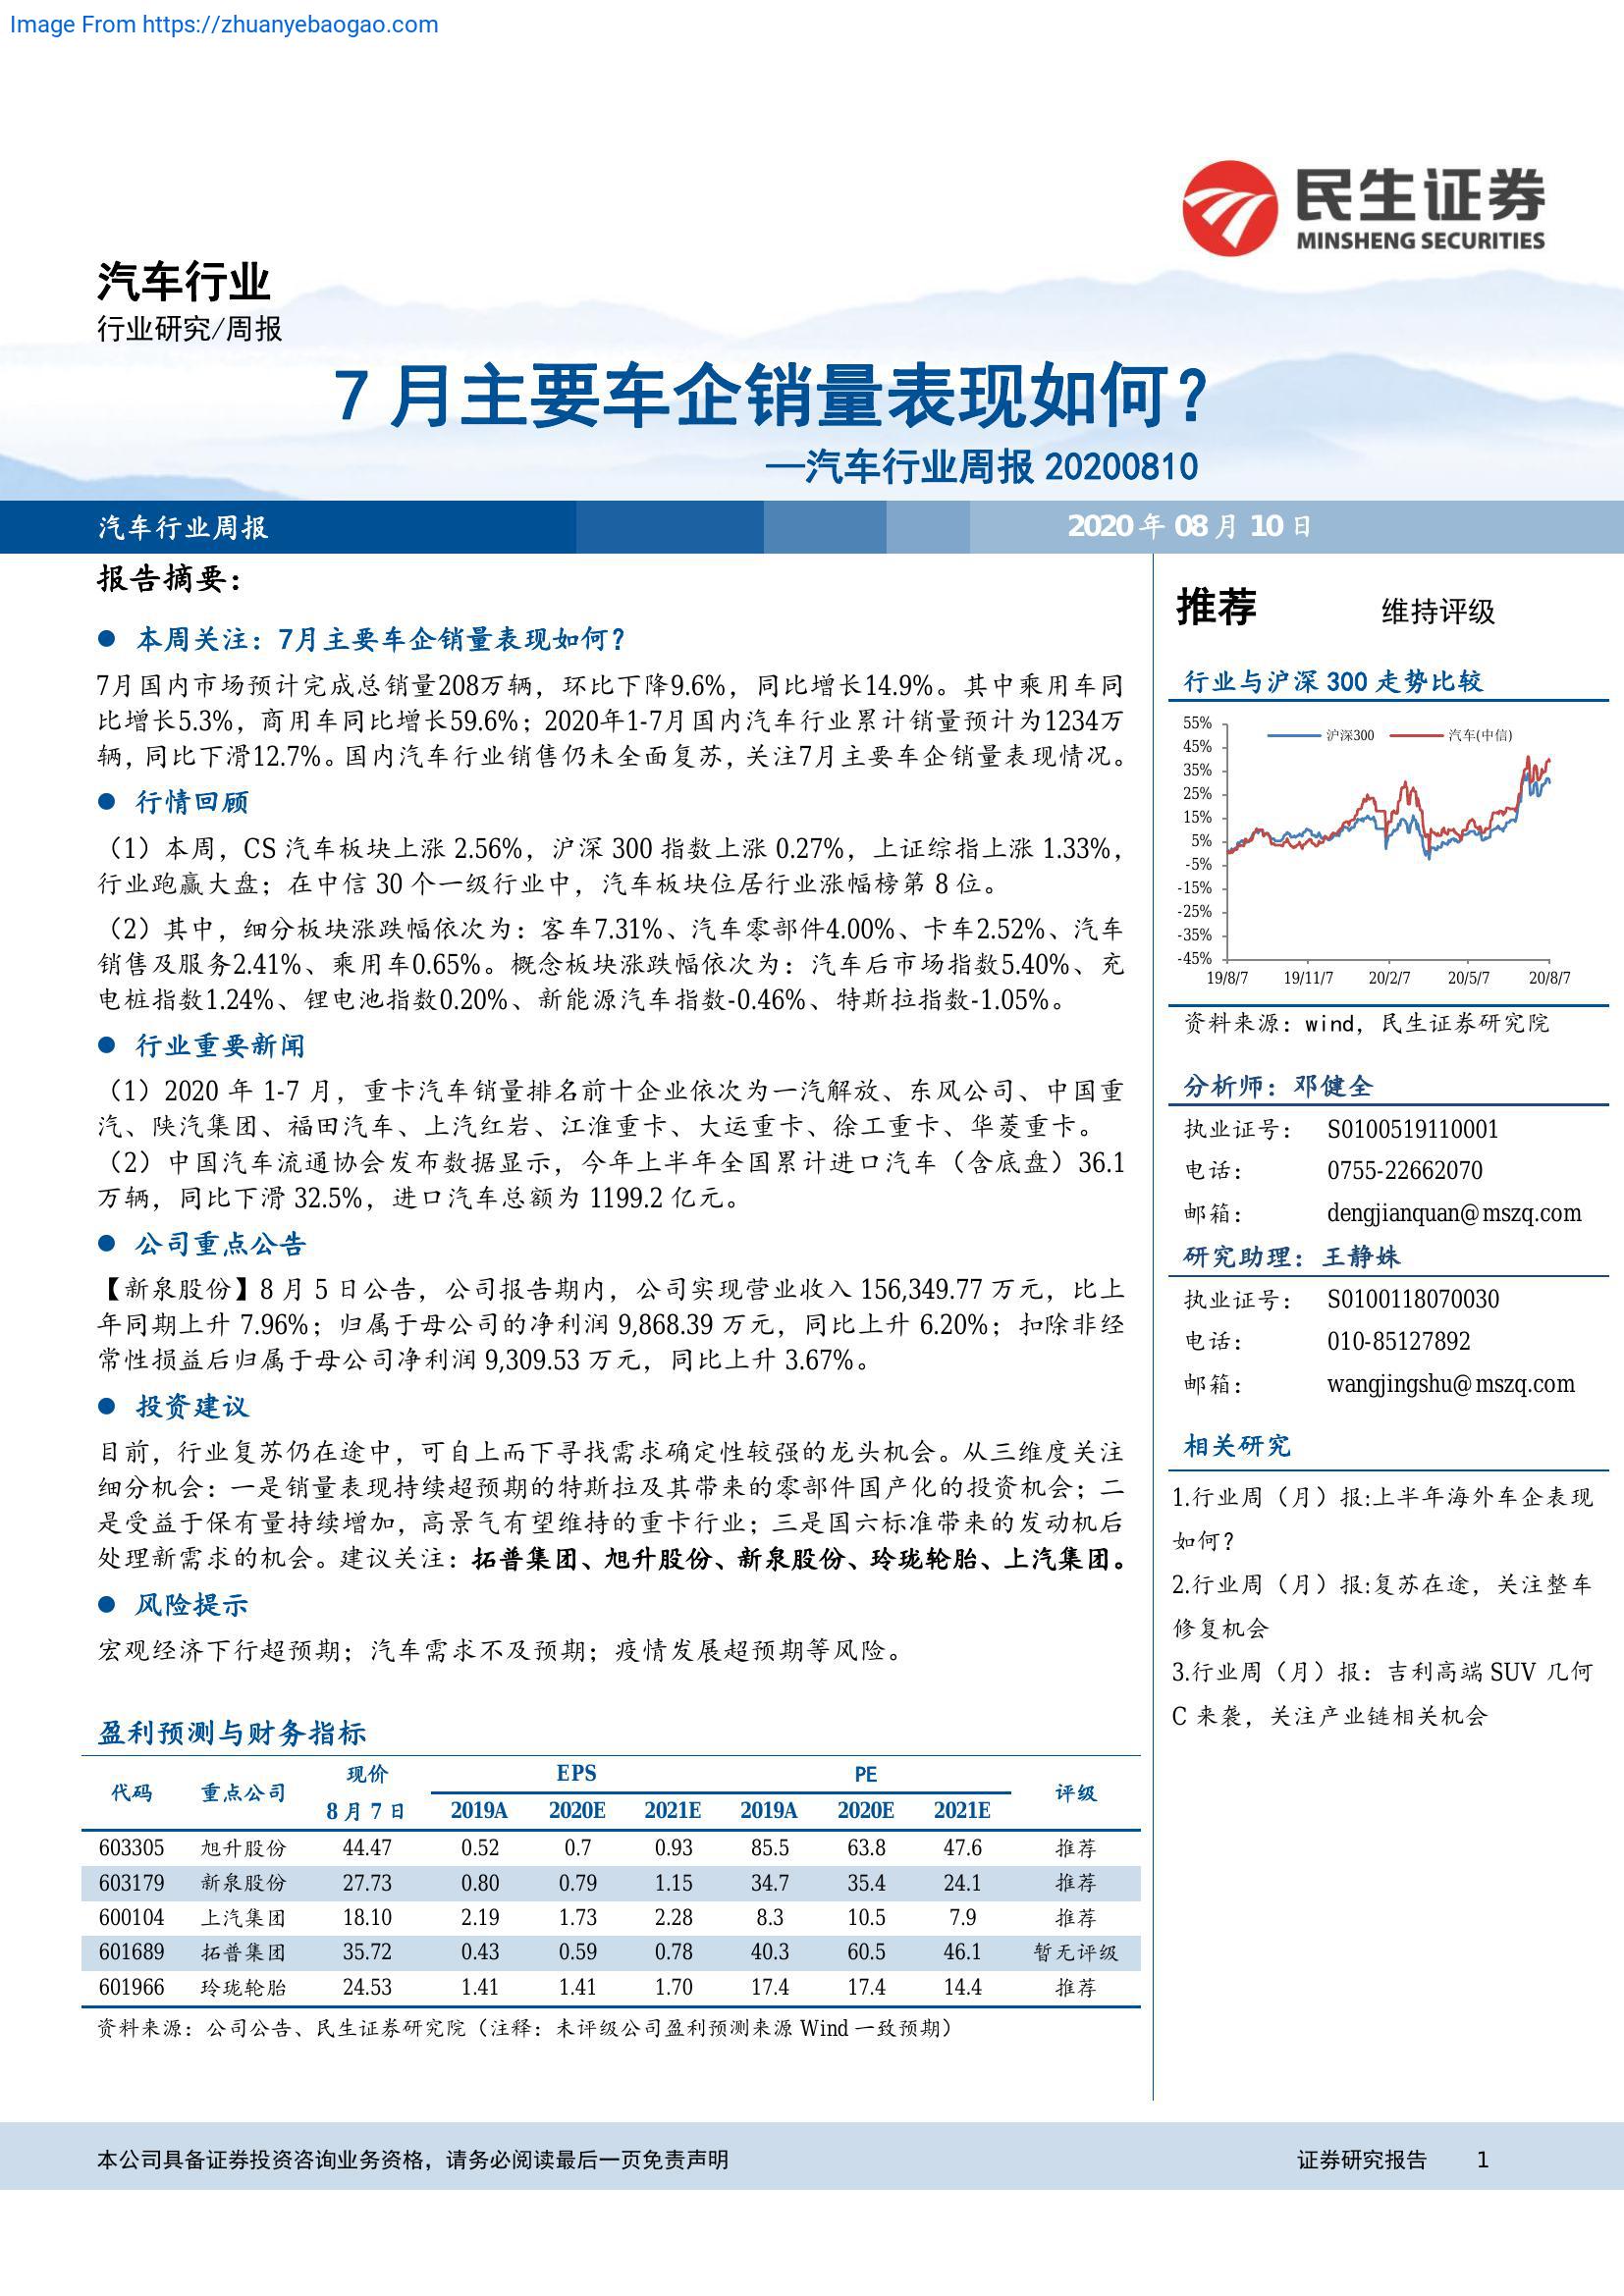 Image From https://zhuanyebaogao.com
民生证券
MINSHENG SECURITIES
汽车行业
行业研究/周报
7 月主要车企销量表现如何？
—汽车行业周报 20200810
汽车行业周报 2020 年 08 月 10 日
报告摘要：
● 本周关注：7月主要车企销量表现如何？
7月国内市场预计完成总销量208万辆，环比下降9.6%，同比增长14.9%。其中乘用车同
比增长5.3%，商用车同比增长59.6%；2020年1-7月国内汽车行业累计销量预计为1234万
辆，同比下滑12.7%。国内汽车行业销售仍未全面复苏，关注7月主要车企销量表现情况。
● 行情回顾
（1）本周，CS 汽车板块上涨 2.56%，沪深 300 指数上涨 0.27%，上证综指上涨 1.33%，
行业跑赢大盘；在中信 30 个一级行业中，汽车板块位居行业涨幅榜第 8 位。
（2）其中，细分板块涨跌幅依次为：客车7.31%、汽车零部件4.00%、卡车2.52%、汽车
销售及服务2.41%、乘用车0.65%。概念板块涨跌幅依次为：汽车后市场指数5.40%、充
电桩指数1.24%、锂电池指数0.20%、新能源汽车指数-0.46%、特斯拉指数-1.05%。
● 行业重要新闻
（1）2020 年 1-7 月，重卡汽车销量排名前十企业依次为一汽解放、东风公司、中国重
汽、陕汽集团、福田汽车、上汽红岩、江淮重卡、大运重卡、徐工重卡、华菱重卡。
（2）中国汽车流通协会发布数据显示，今年上半年全国累计进口汽车（含底盘）36.1
万辆，同比下滑 32.5%，进口汽车总额为 1199.2 亿元。
● 公司重点公告
【新泉股份】8 月 5 日公告，公司报告期内，公司实现营业收入 156,349.77 万元，比上
年同期上升 7.96%；归属于母公司的净利润 9,868.39 万元，同比上升 6.20%；扣除非经
常性损益后归属于母公司净利润 9,309.53 万元，同比上升 3.67%。
● 投资建议
目前，行业复苏仍在途中，可自上而下寻找需求确定性较强的龙头机会。从三维度关注
细分机会：一是销量表现持续超预期的特斯拉及其带来的零部件国产化的投资机会；二
是受益于保有量持续增加，高景气有望维持的重卡行业；三是国六标准带来的发动机后
处理新需求的机会。建议关注：拓普集团、旭升股份、新泉股份、玲珑轮胎、上汽集团。
● 风险提示
宏观经济下行超预期；汽车需求不及预期；疫情发展超预期等风险。
盈利预测与财务指标
代码 重点公司 现价 EPS PE 评级
8 月 7 日 2019A 2020E 2021E 2019A 2020E 2021E
603305 旭升股份 44.47 0.52 0.7 0.93 85.5 63.8 47.6 推荐
603179 新泉股份 27.73 0.80 0.79 1.15 34.7 35.4 24.1 推荐
600104 上汽集团 18.10 2.19 1.73 2.28 8.3 10.5 7.9 推荐
601689 拓普集团 35.72 0.43 0.59 0.78 40.3 60.5 46.1 暂无评级
601966 玲珑轮胎 24.53 1.41 1.41 1.70 17.4 17.4 14.4 推荐
资料来源：公司公告、民生证券研究院（注释：未评级公司盈利预测来源 Wind 一致预期）
推荐 维持评级
行业与沪深 300 走势比较
沪深300 汽车(中信)
55%
45%
35%
25%
15%
5%
-5%
-15%
-25%
-35%
-45%
19/8/7 19/11/7 20/2/7 20/5/7 20/8/7
资料来源：wind，民生证券研究院
分析师：邓健全
执业证号： S0100519110001
电话： 0755-22662070
邮箱： dengjianquan@mszq.com
研究助理：王静姝
执业证号： S0100118070030
电话： 010-85127892
邮箱： wangjingshu@mszq.com
相关研究
1.行业周（月）报:上半年海外车企表现
如何？
2.行业周（月）报:复苏在途，关注整车
修复机会
3.行业周（月）报：吉利高端 SUV 几何
C 来袭，关注产业链相关机会
本公司具备证券投资咨询业务资格，请务必阅读最后一页免责声明 证券研究报告 1